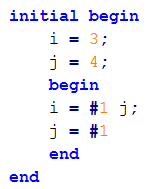 initial begin
    i = 3;
    j = 4;
    begin
    i = #1 j;
    j = #1
    end
end